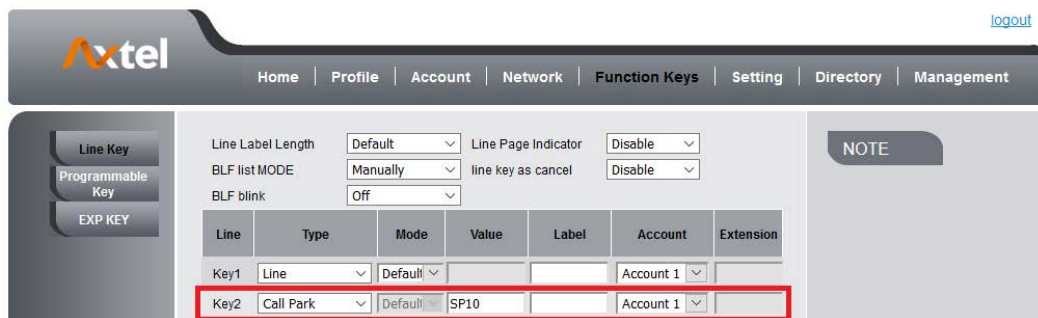 logout
Axtel
Home | Profile | Account | Network | Function Keys | Setting | Directory | Management
Line Key
Programmable Key
EXP KEY
Line Label Length Default Line Page Indicator Disable
BLF list MODE Manually line key as cancel Disable
BLF blink Off
NOTE
Line Type Mode Value Label Account Extension
Key1 Line Default Account 1
Key2 Call Park Default SP10 Account 1